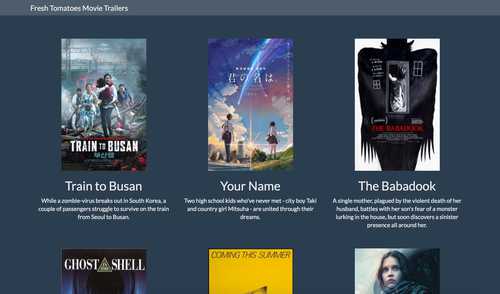 Fresh Tomatoes Movie Trailers
TRAIN TO BUSAN
부산행
君の名は
THE BABADOOK
Train to Busan
Your Name
The Babadook
While a zombie-virus breaks out in South Korea, a
couple of passengers struggle to survive on the train
from Seoul to Busan.
Two high school kids who've never met - city boy Taki
and country girl Mitsuha - are united through their
dreams.
A single mother, plagued by the violent death of her
husband, battles with her son's fear of a monster
lurking in the house, but soon discovers a sinister
presence all around her.
GHOST SHELL
COMING THIS SUMMER